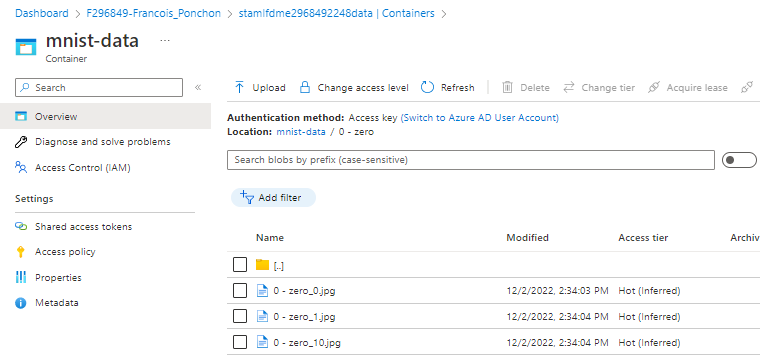 Dashboard > F296849-Francois_Ponchon > stamlfdme2968492248data | Containers >
mnist-data ...
Container
Search «
Overview
Diagnose and solve problems
Access Control (IAM)
Settings
Shared access tokens
Access policy
Properties
Metadata
Upload Change access level Refresh Delete Change tier Acquire lease
Authentication method: Access key (Switch to Azure AD User Account)
Location: mnist-data / 0 - zero
Search blobs by prefix (case-sensitive)
Add filter
Name Modified Access tier Archiv
[..]
0 - zero_0.jpg 12/2/2022, 2:34:03 PM Hot (Inferred)
0 - zero_1.jpg 12/2/2022, 2:34:04 PM Hot (Inferred)
0 - zero_10.jpg 12/2/2022, 2:34:04 PM Hot (Inferred)